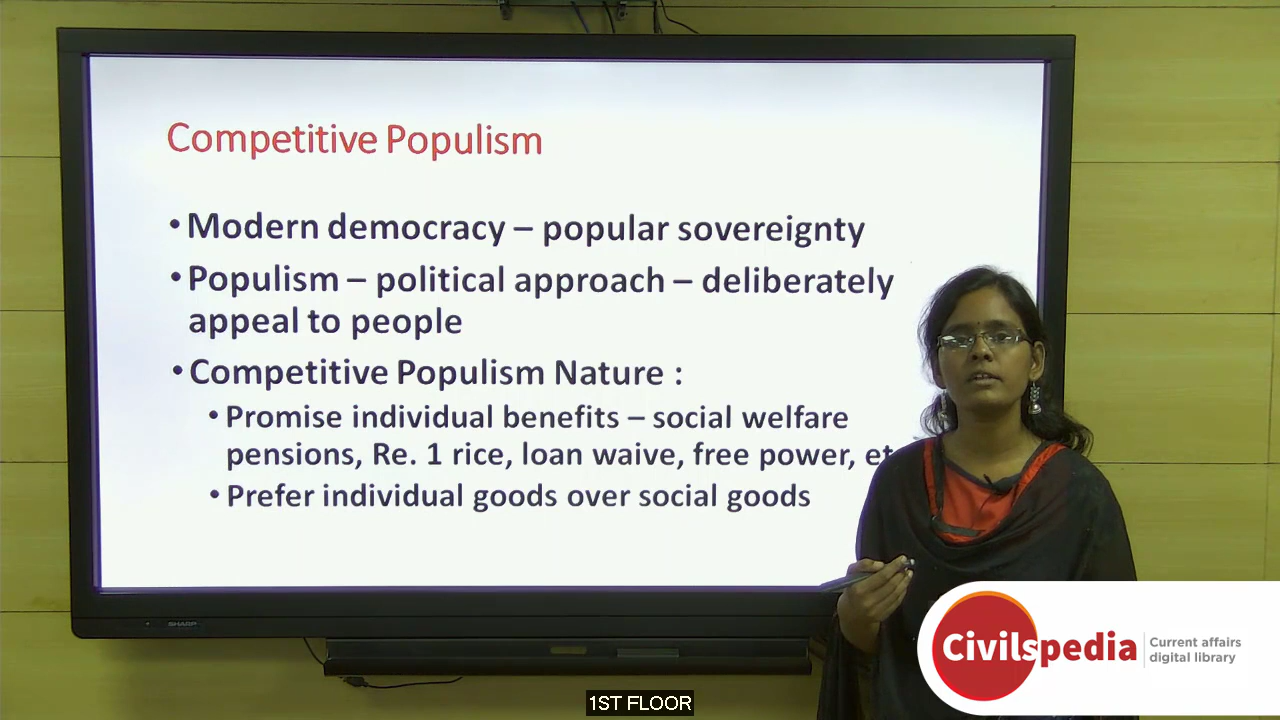 Competitive Populism
• Modern democracy – popular sovereignty
• Populism – political approach – deliberately
appeal to people
• Competitive Populism Nature :
• Promise individual benefits – social welfare
pensions, Re. 1 rice, loan waive, free power, et
• Prefer individual goods over social goods
SHARP
Civilspedia
Current affairs
digital library
1ST FLOOR